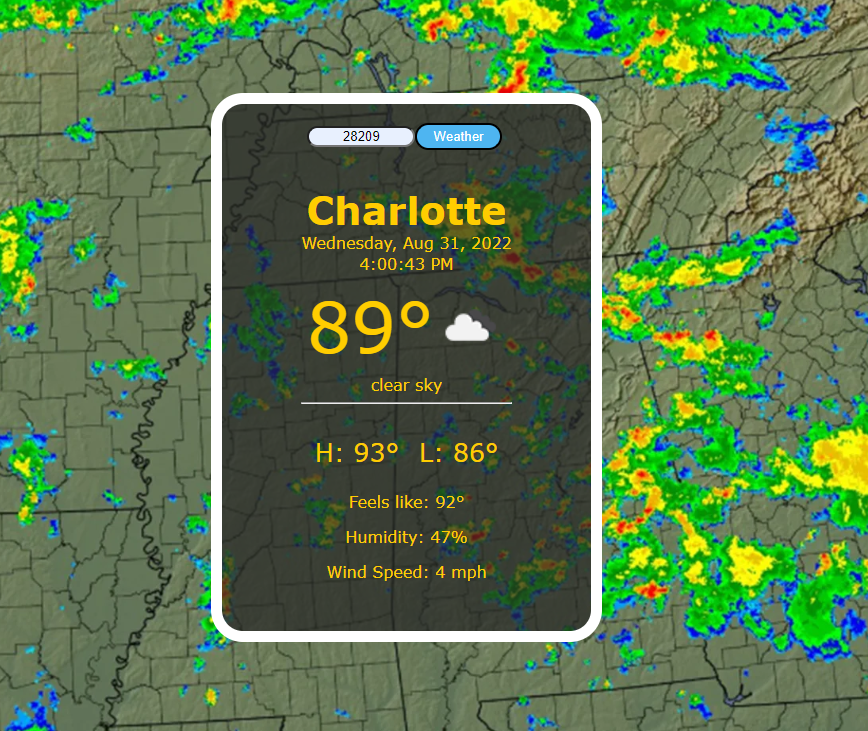 28209 Weather
Charlotte
Wednesday, Aug 31, 2022
4:00:43 PM
89°
clear sky
H: 93° L: 86°
Feels like: 92°
Humidity: 47%
Wind Speed: 4 mph